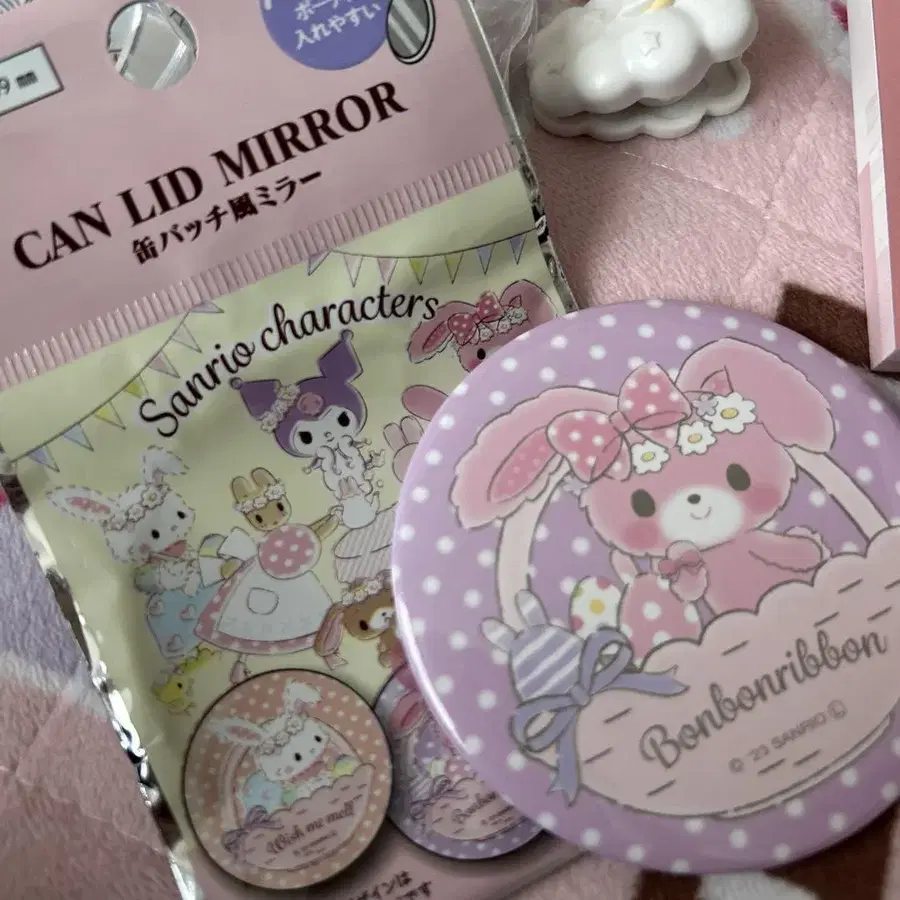 入れやすい
CAN LID MIRROR
缶バッチ風ミラー
Sanrio characters
Wish me mell
Bonbonribbon
© '23 SANRIO Ⓛ